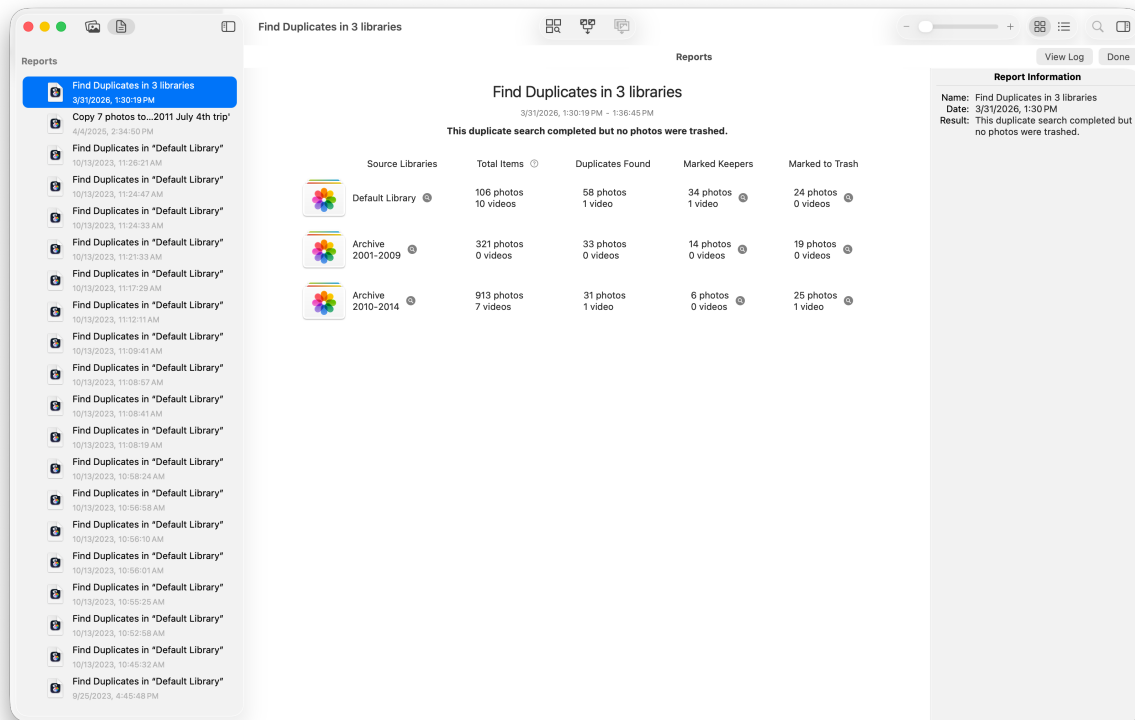 Find Duplicates in 3 libraries
Reports
View Log
Done
Reports
Find Duplicates in 3 libraries
3/31/2026, 1:30:19 PM
Copy 7 photos to...2011 July 4th trip'
4/4/2025, 2:34:50 PM
Find Duplicates in “Default Library”
10/13/2023, 11:26:21 AM
Find Duplicates in “Default Library”
10/13/2023, 11:24:47 AM
Find Duplicates in “Default Library”
10/13/2023, 11:24:33 AM
Find Duplicates in “Default Library”
10/13/2023, 11:21:33 AM
Find Duplicates in “Default Library”
10/13/2023, 11:17:29 AM
Find Duplicates in “Default Library”
10/13/2023, 11:12:11 AM
Find Duplicates in “Default Library”
10/13/2023, 11:09:41 AM
Find Duplicates in “Default Library”
10/13/2023, 11:08:57 AM
Find Duplicates in “Default Library”
10/13/2023, 11:08:41 AM
Find Duplicates in “Default Library”
10/13/2023, 11:08:19 AM
Find Duplicates in “Default Library”
10/13/2023, 10:58:24 AM
Find Duplicates in “Default Library”
10/13/2023, 10:56:58 AM
Find Duplicates in “Default Library”
10/13/2023, 10:56:10 AM
Find Duplicates in “Default Library”
10/13/2023, 10:56:01 AM
Find Duplicates in “Default Library”
10/13/2023, 10:55:25 AM
Find Duplicates in “Default Library”
10/13/2023, 10:52:58 AM
Find Duplicates in “Default Library”
10/13/2023, 10:45:32 AM
Find Duplicates in “Default Library”
9/25/2023, 4:45:48 PM
Find Duplicates in 3 libraries
3/31/2026, 1:30:19 PM - 1:36:45 PM
This duplicate search completed but no photos were trashed.
Source Libraries Total Items ? Duplicates Found Marked Keepers Marked to Trash
Default Library
106 photos 58 photos 34 photos 24 photos
10 videos 1 video 1 video 0 videos
Archive 321 photos 33 photos 14 photos 19 photos
2001-2009 0 videos 0 videos 0 videos 0 videos
Archive 913 photos 31 photos 6 photos 25 photos
2010-2014 7 videos 1 video 0 videos 1 video
Report Information
Name: Find Duplicates in 3 libraries
Date: 3/31/2026, 1:30 PM
Result: This duplicate search completed but
no photos were trashed.